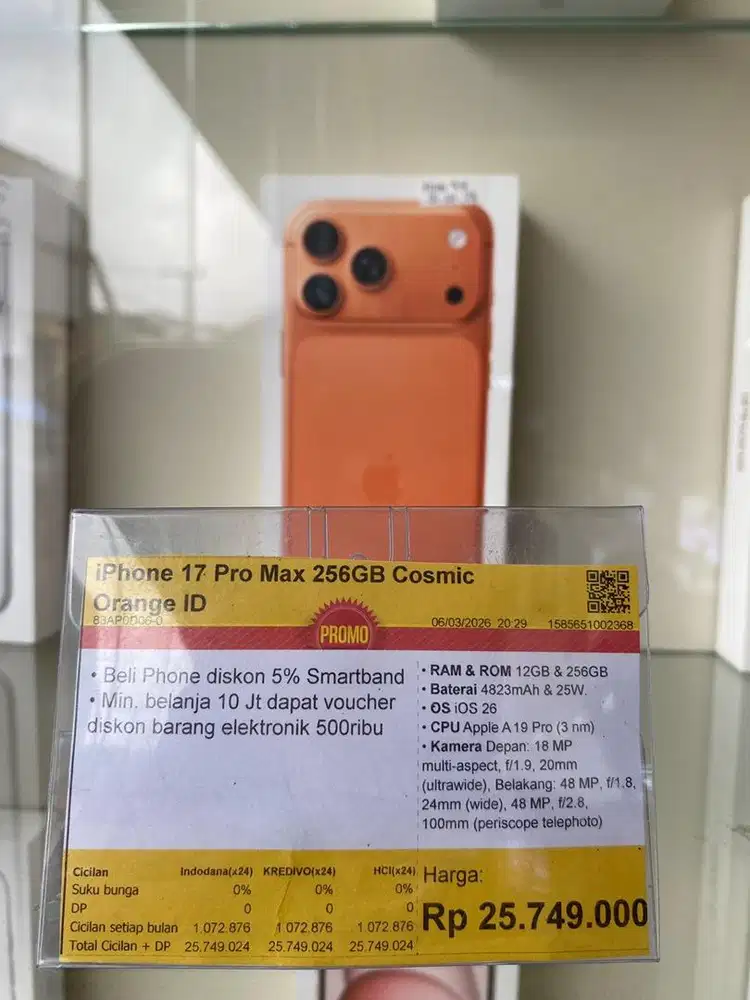 iPhone 17 Pro Max 256GB Cosmic
Orange ID
83AP0D06-0
06/03/2026 20:29 1585651002368
PROMO
• Beli Phone diskon 5% Smartband
• Min. belanja 10 Jt dapat voucher
diskon barang elektronik 500ribu
• RAM & ROM 12GB & 256GB
• Baterai 4823mAh & 25W.
• OS iOS 26
• CPU Apple A19 Pro (3 nm)
• Kamera Depan: 18 MP
multi-aspect, f/1.9, 20mm
(ultrawide), Belakang: 48 MP, f/1.8,
24mm (wide), 48 MP, f/2.8,
100mm (periscope telephoto)
Cicilan Indodana(x24) KREDIVO(x24) HCI(x24)
Suku bunga 0% 0% 0%
DP 0 0 0
Cicilan setiap bulan 1.072.876 1.072.876 1.072.876
Total Cicilan + DP 25.749.024 25.749.024 25.749.024
Harga:
Rp 25.749.000